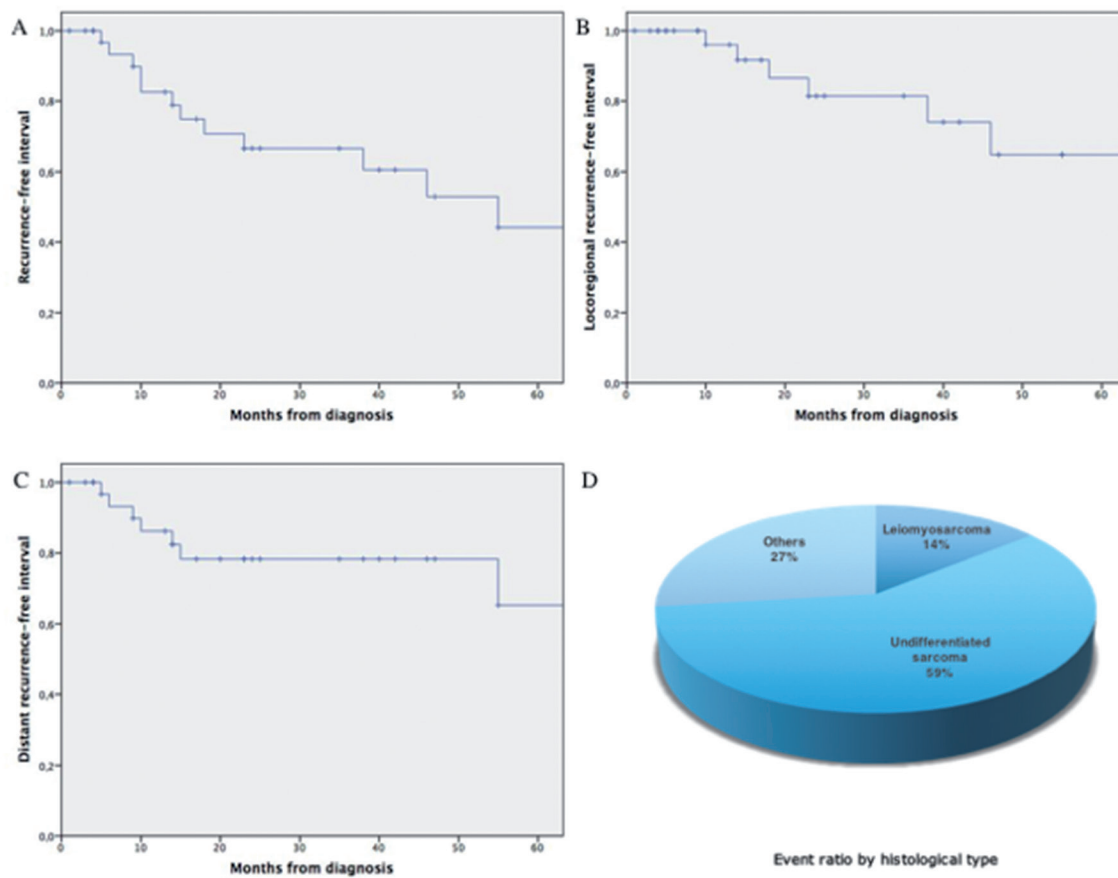 A
Recurrence-free interval
1,0
0,8
0,6
0,4
0,2
0,0
0 10 20 30 40 50 60
Months from diagnosis
B
Locoregional recurrence-free interval
1,0
0,8
0,6
0,4
0,2
0,0
0 10 20 30 40 50 60
Months from diagnosis
C
Distant recurrence-free interval
1,0
0,8
0,6
0,4
0,2
0,0
0 10 20 30 40 50 60
Months from diagnosis
D
Leiomyosarcoma
14%
Others
27%
Undifferentiated
sarcoma
59%
Event ratio by histological type